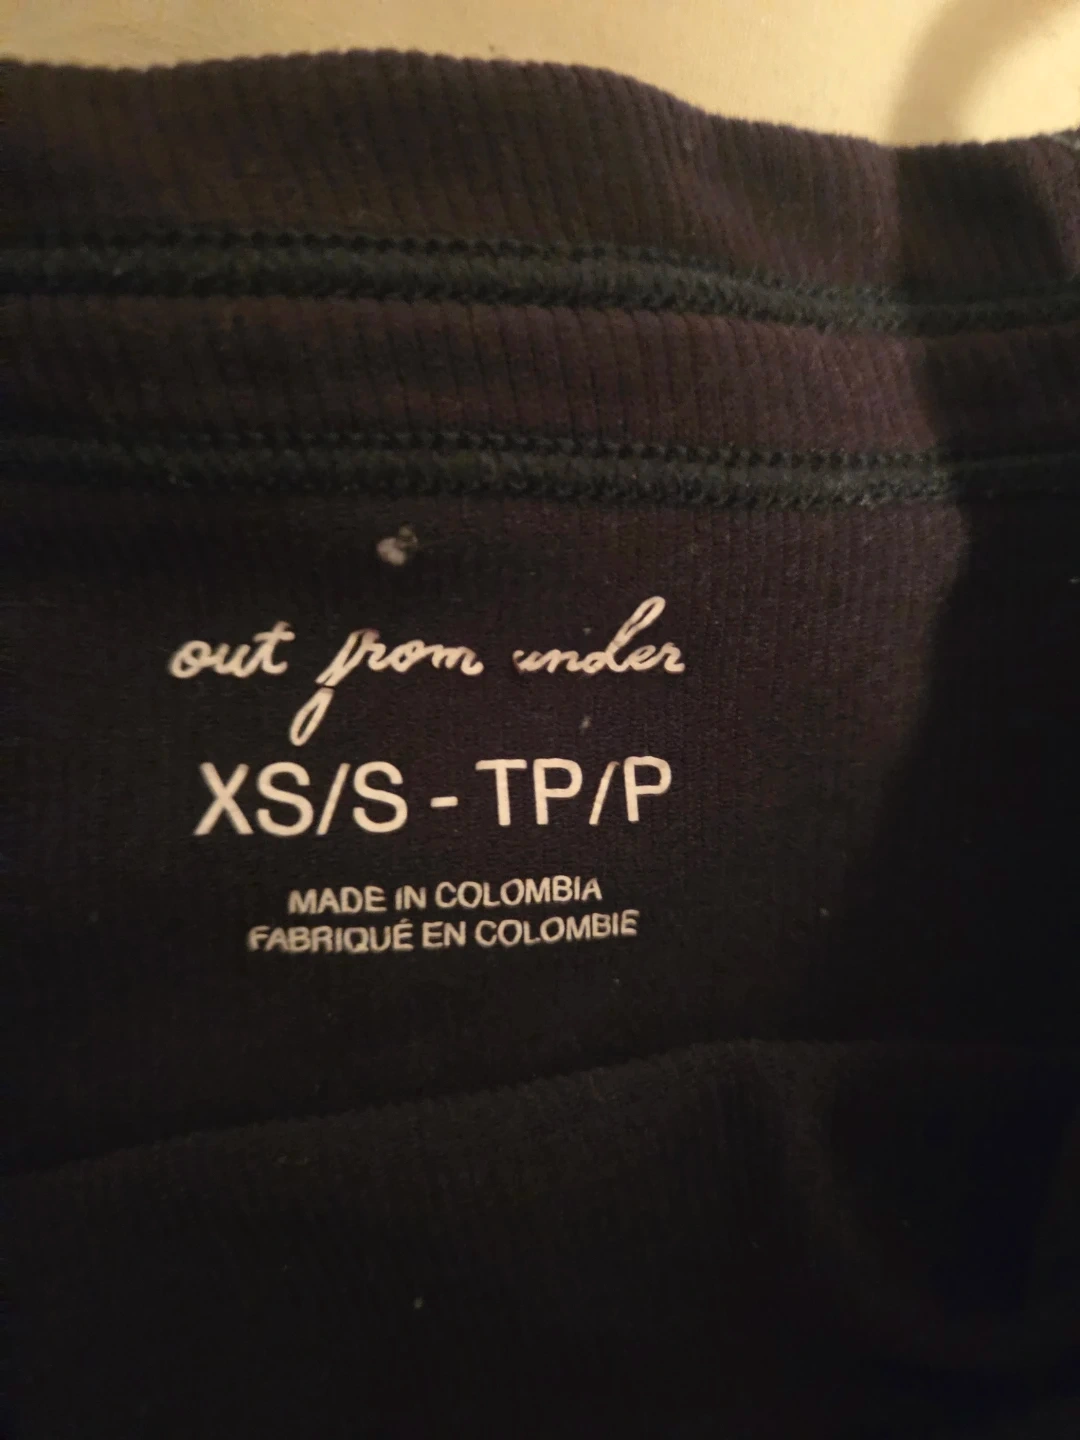 out from under
XS/S - TP/P
MADE IN COLOMBIA
FABRIQUÉ EN COLOMBIE